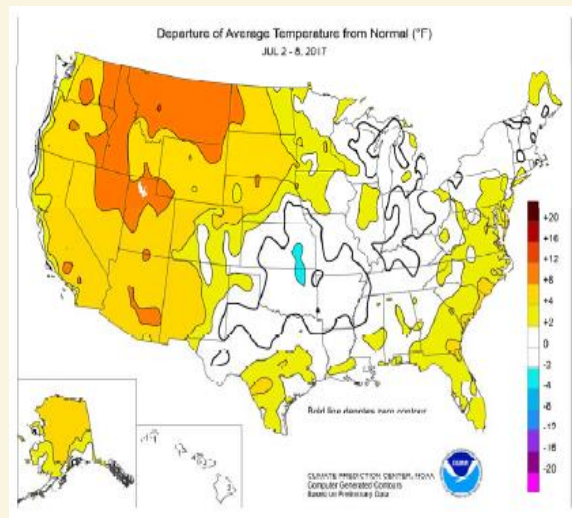 Departure of Average Temperature from Normal (°F)
JUL 2 - 8, 2017
+20
+16
+12
+8
+4
+2
0
-2
-4
-8
-12
-16
-20
Bold line denotes zero contour
CLIMATE PREDICTION CENTER, NOAA
Computer Generated Contours
Based on Preliminary Data
NOAA